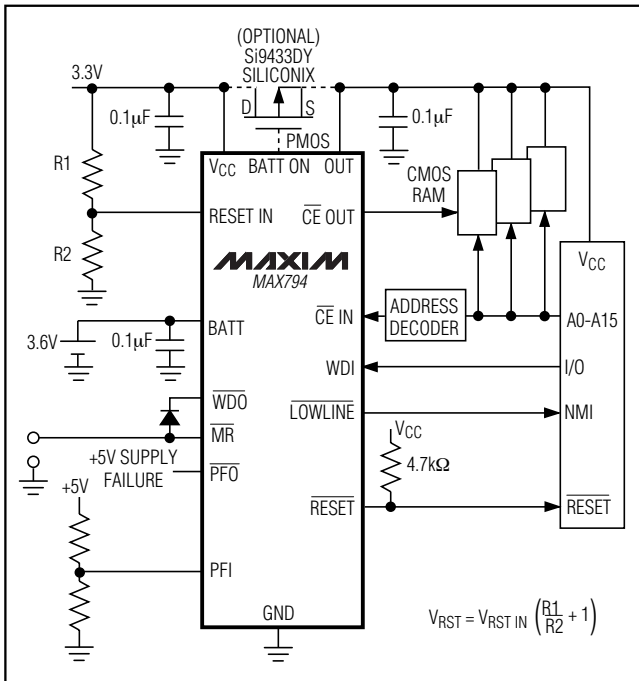 (OPTIONAL)
Si9433DY
SILICONIX
3.3V
D
S
0.1µF
0.1µF
PMOS
R1
VCC
BATT ON
OUT
CMOS
RAM
RESET IN
CE OUT
R2
MAXIM
MAX794
VCC
BATT
CE IN
ADDRESS
DECODER
A0-A15
3.6V
0.1µF
WDI
I/O
WDO
LOWLINE
NMI
MR
VCC
+5V SUPPLY
FAILURE
PFO
4.7kΩ
+5V
RESET
RESET
PFI
GND
VRST = VRST IN (R1/R2 + 1)